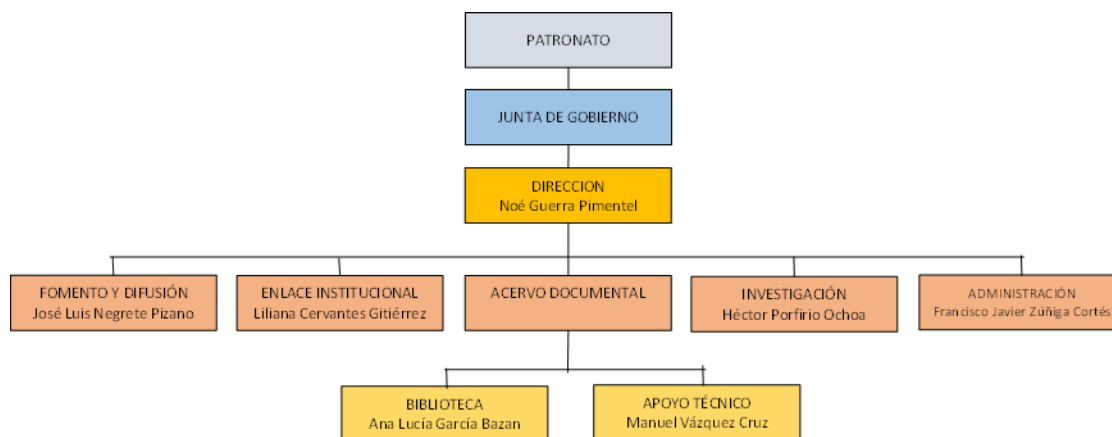 PATRONATO
JUNTA DE GOBIERNO
DIRECCION
Noé Guerra Pimentel
FOMENTO Y DIFUSIÓN
José Luis Negrete Pizano
ENLACE INSTITUCIONAL
Liliana Cervantes Gitiérrez
ACERVO DOCUMENTAL
INVESTIGACIÓN
Héctor Porfirio Ochoa
ADMINISTRACIÓN
Francisco Javier Zúñiga Cortés
BIBLIOTECA
Ana Lucía García Bazan
APOYO TÉCNICO
Manuel Vázquez Cruz